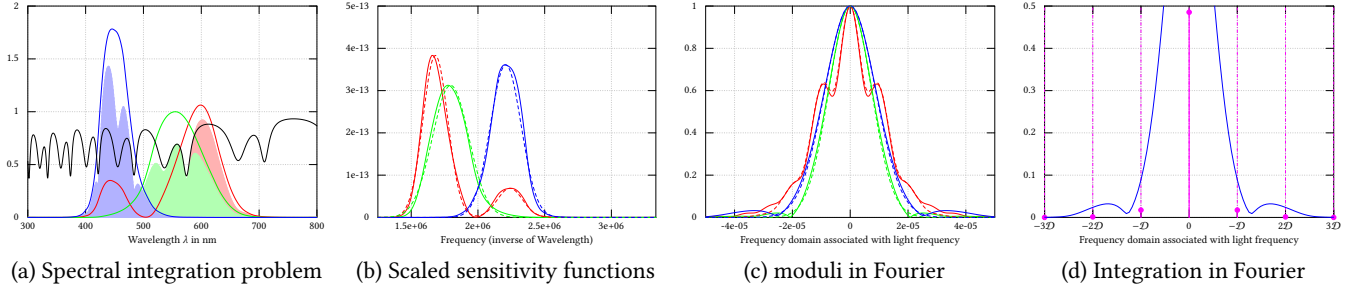 2
1.5
1
0.5
0
300 400 500 600 700 800
Wavelength λ in nm
(a) Spectral integration problem
5e-13
4e-13
3e-13
2e-13
1e-13
0
1.5e+06 2e+06 2.5e+06 3e+06
Frequency (inverse of Wavelength)
(b) Scaled sensitivity functions
1
0.8
0.6
0.4
0.2
0
-4e-05 -2e-05 0 2e-05 4e-05
Frequency domain associated with light frequency
(c) moduli in Fourier
0.5
0.4
0.3
0.2
0.1
0
0
Frequency domain associated with light frequency
(d) Integration in Fourier